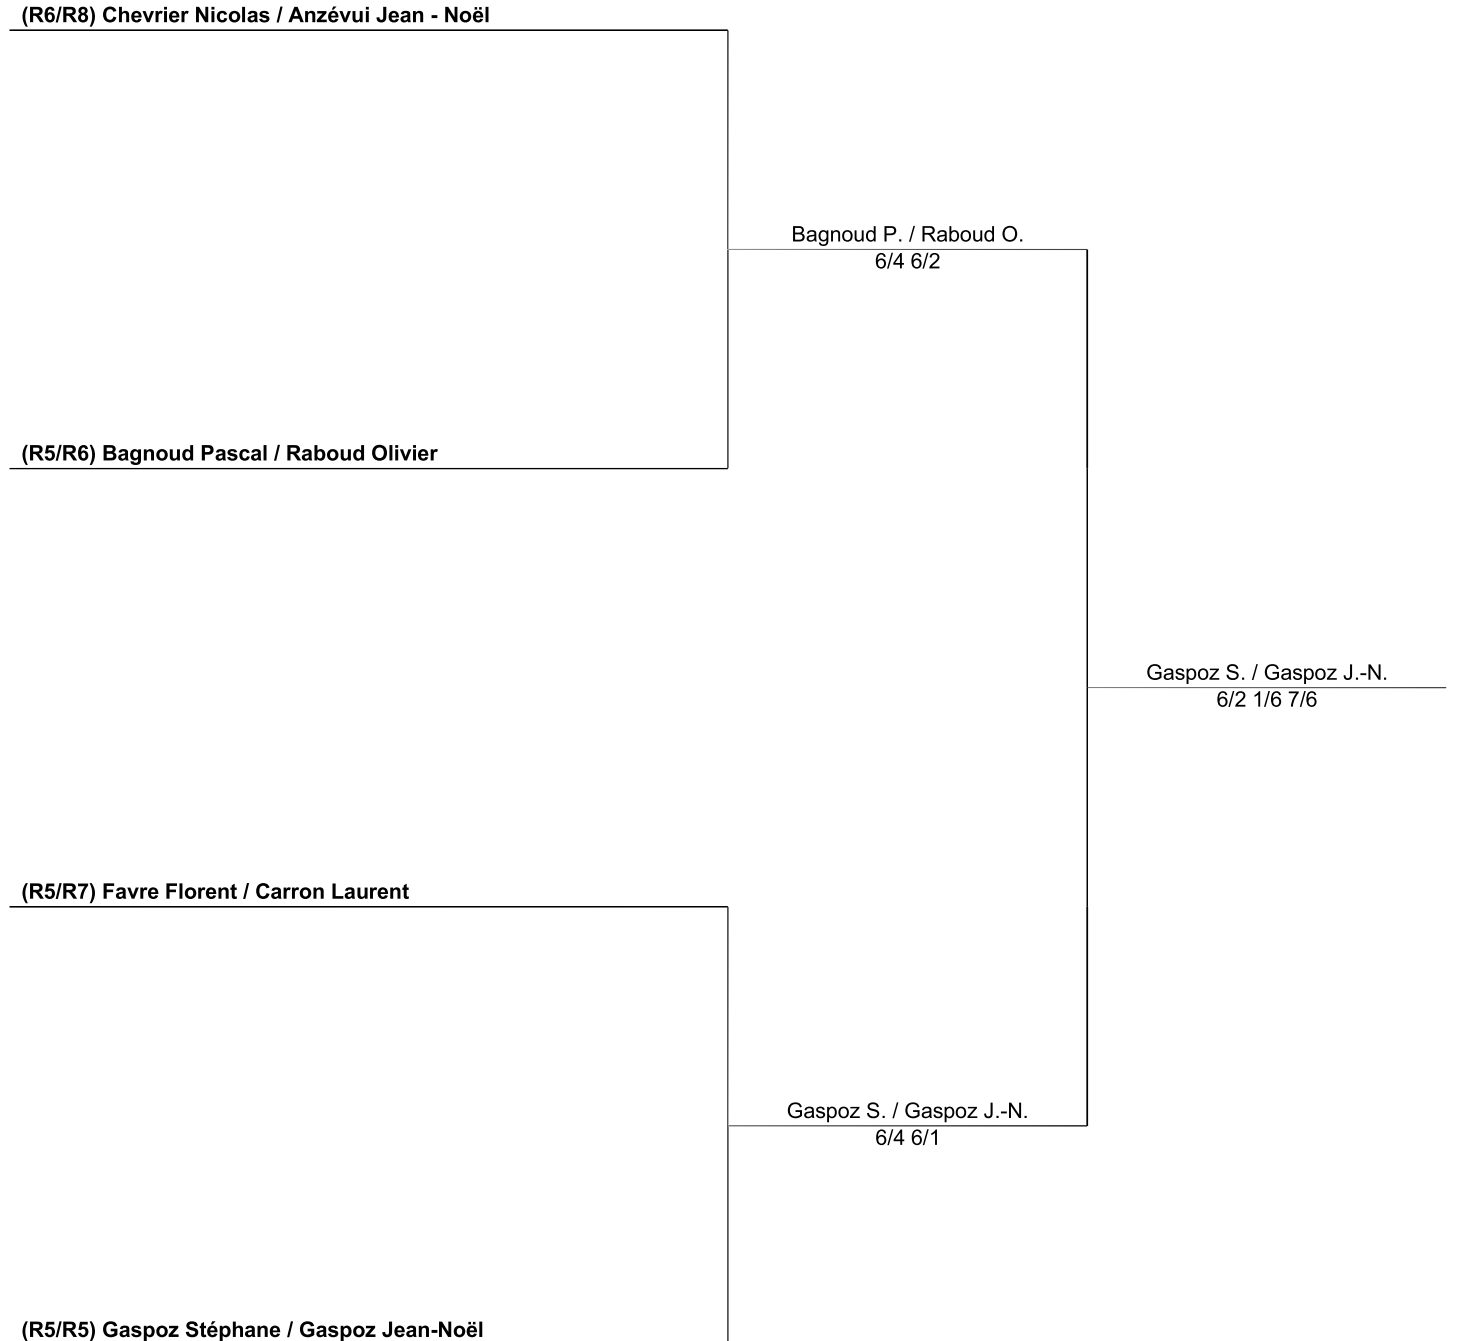 (R6/R8) Chevrier Nicolas / Anzévui Jean - Noël
Bagnoud P. / Raboud O.
6/4 6/2
(R5/R6) Bagnoud Pascal / Raboud Olivier
Gaspoz S. / Gaspoz J.-N.
6/2 1/6 7/6
(R5/R7) Favre Florent / Carron Laurent
Gaspoz S. / Gaspoz J.-N.
6/4 6/1
(R5/R5) Gaspoz Stéphane / Gaspoz Jean-Noël